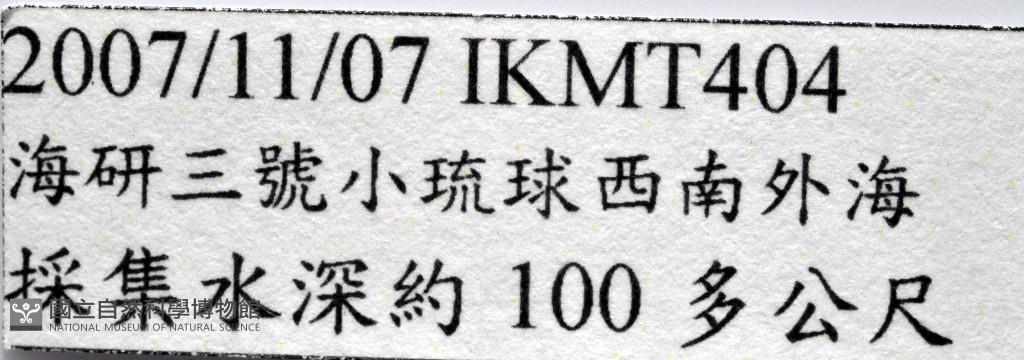 2007/11/07 IKMT404
海研三號小琉球西南外海
採集水深約 100 多公尺
國立自然科學博物館
NATIONAL MUSEUM OF NATURAL SCIENCE